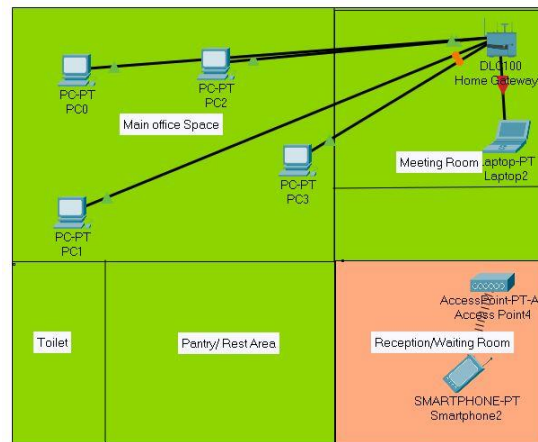 DLC100
Home Gateway
PC-PT
PC0
PC-PT
PC2
Main office Space
Meeting Room
Laptop-PT
Laptop2
PC-PT
PC3
PC-PT
PC1
AccessPoint-PT-A
Access Point4
Toilet
Pantry/ Rest Area
Reception/Waiting Room
SMARTPHONE-PT
Smartphone2